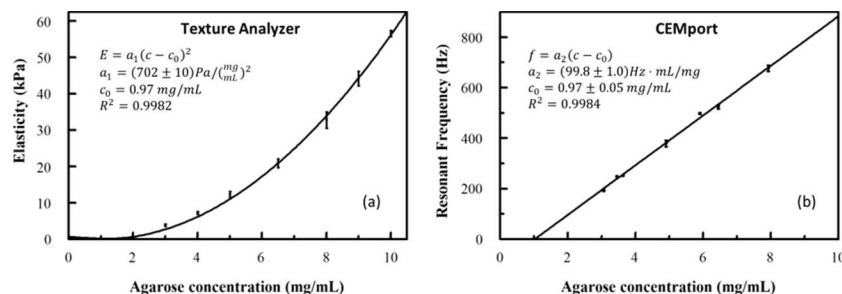 Texture Analyzer
E = a₁(c − c₀)²
a₁ = (702 ± 10)Pa/(mg/mL)²
c₀ = 0.97 mg/mL
R² = 0.9982
Elasticity (kPa)
60
50
40
30
20
10
0
(a)
0 2 4 6 8 10
Agarose concentration (mg/mL)
CEMport
f = a₂(c − c₀)
a₂ = (99.8 ± 1.0)Hz · mL/mg
c₀ = 0.97 ± 0.05 mg/mL
R² = 0.9984
Resonant Frequency (Hz)
800
600
400
200
0
(b)
0 2 4 6 8 10
Agarose concentration (mg/mL)